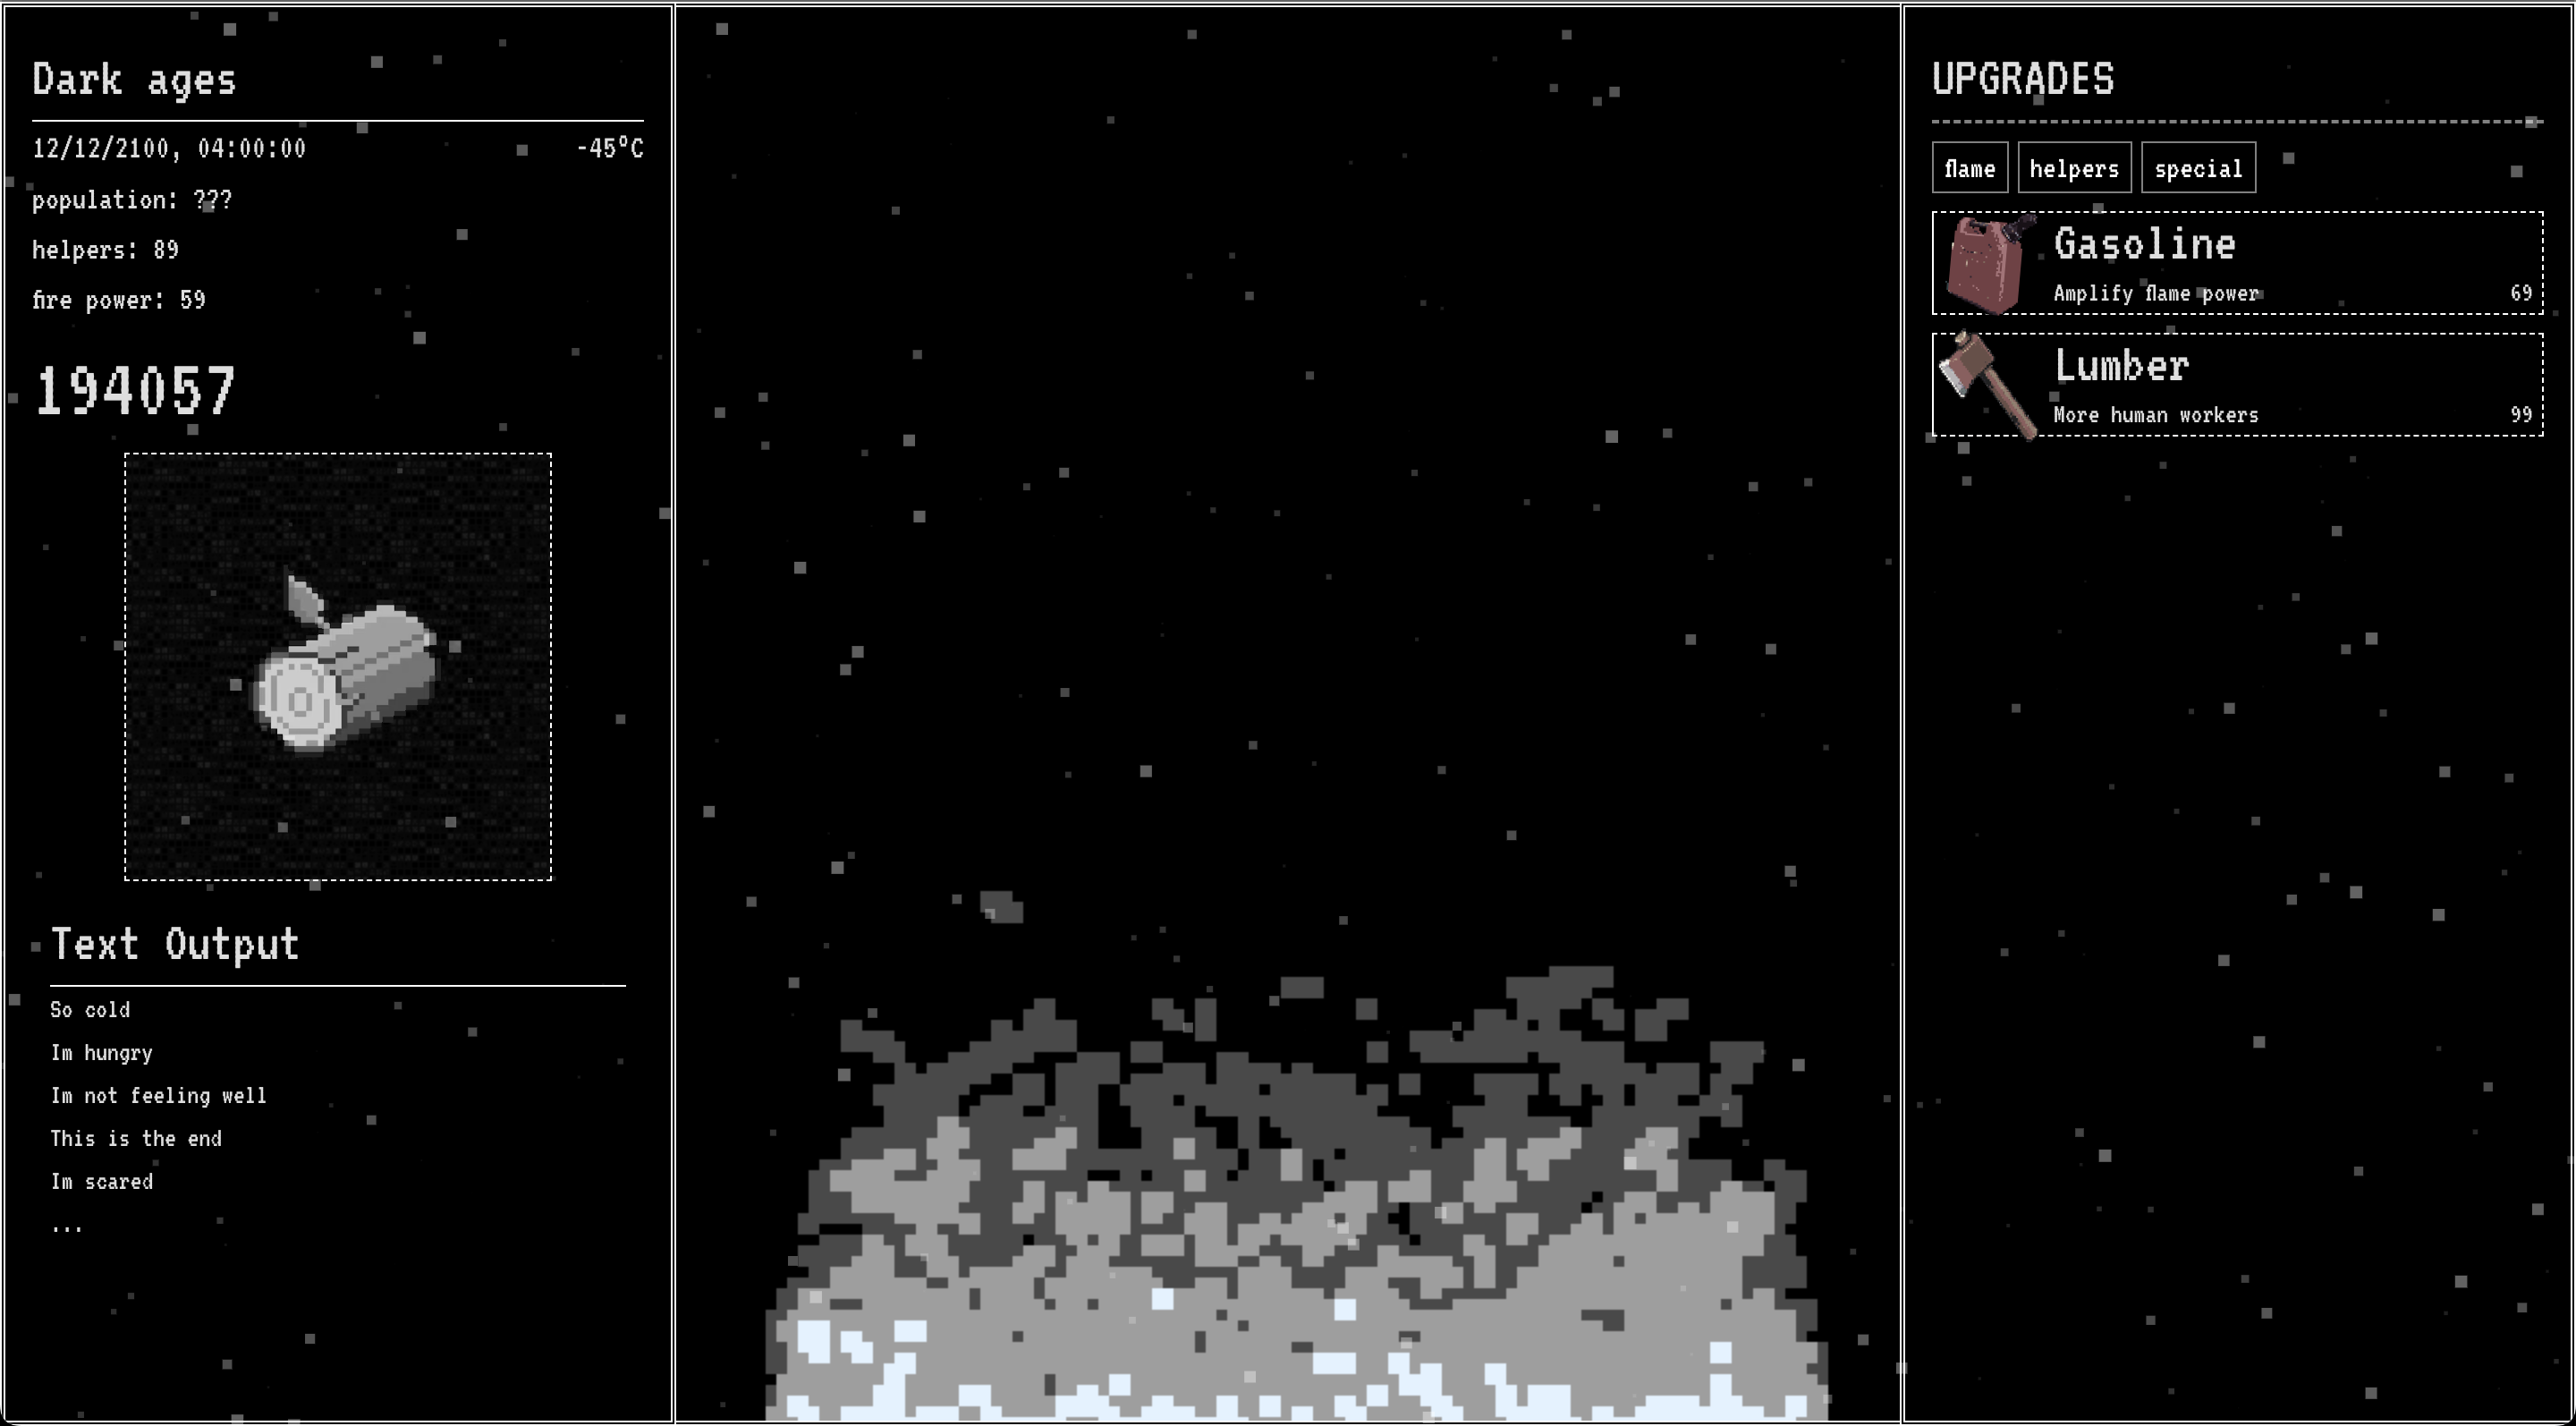 Dark ages
12/12/2100, 04:00:00 -45°C
population: ???
helpers: 89
fire power: 59
194057
Text Output
So cold
Im hungry
Im not feeling well
This is the end
Im scared
...
UPGRADES
flame helpers special
Gasoline
Amplify flame power 69
Lumber
More human workers 99